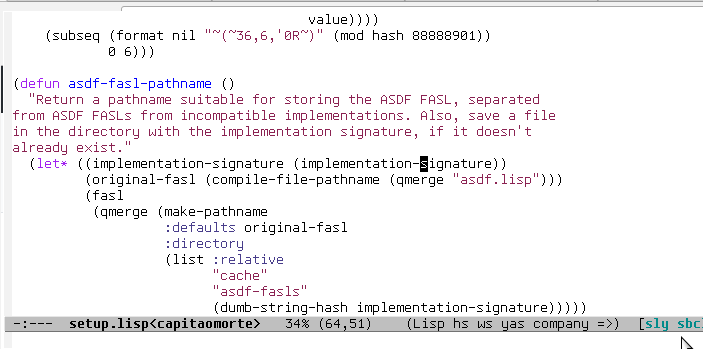 value))))
(subseq (format nil "~(~36,6,'0R~)" (mod hash 88888901))
0 6)))
(defun asdf-fasl-pathname ()
"Return a pathname suitable for storing the ASDF FASL, separated
from ASDF FASLs from incompatible implementations. Also, save a file
in the directory with the implementation signature, if it doesn't
already exist."
(let* ((implementation-signature (implementation-signature))
(original-fasl (compile-file-pathname (qmerge "asdf.lisp")))
(fasl
(qmerge (make-pathname
:defaults original-fasl
:directory
(list :relative
"cache"
"asdf-fasls"
(dumb-string-hash implementation-signature)))))
-:--- setup.lisp<capitaomorte> 34% (64,51) (Lisp hs ws yas company =>) [sly sbcl